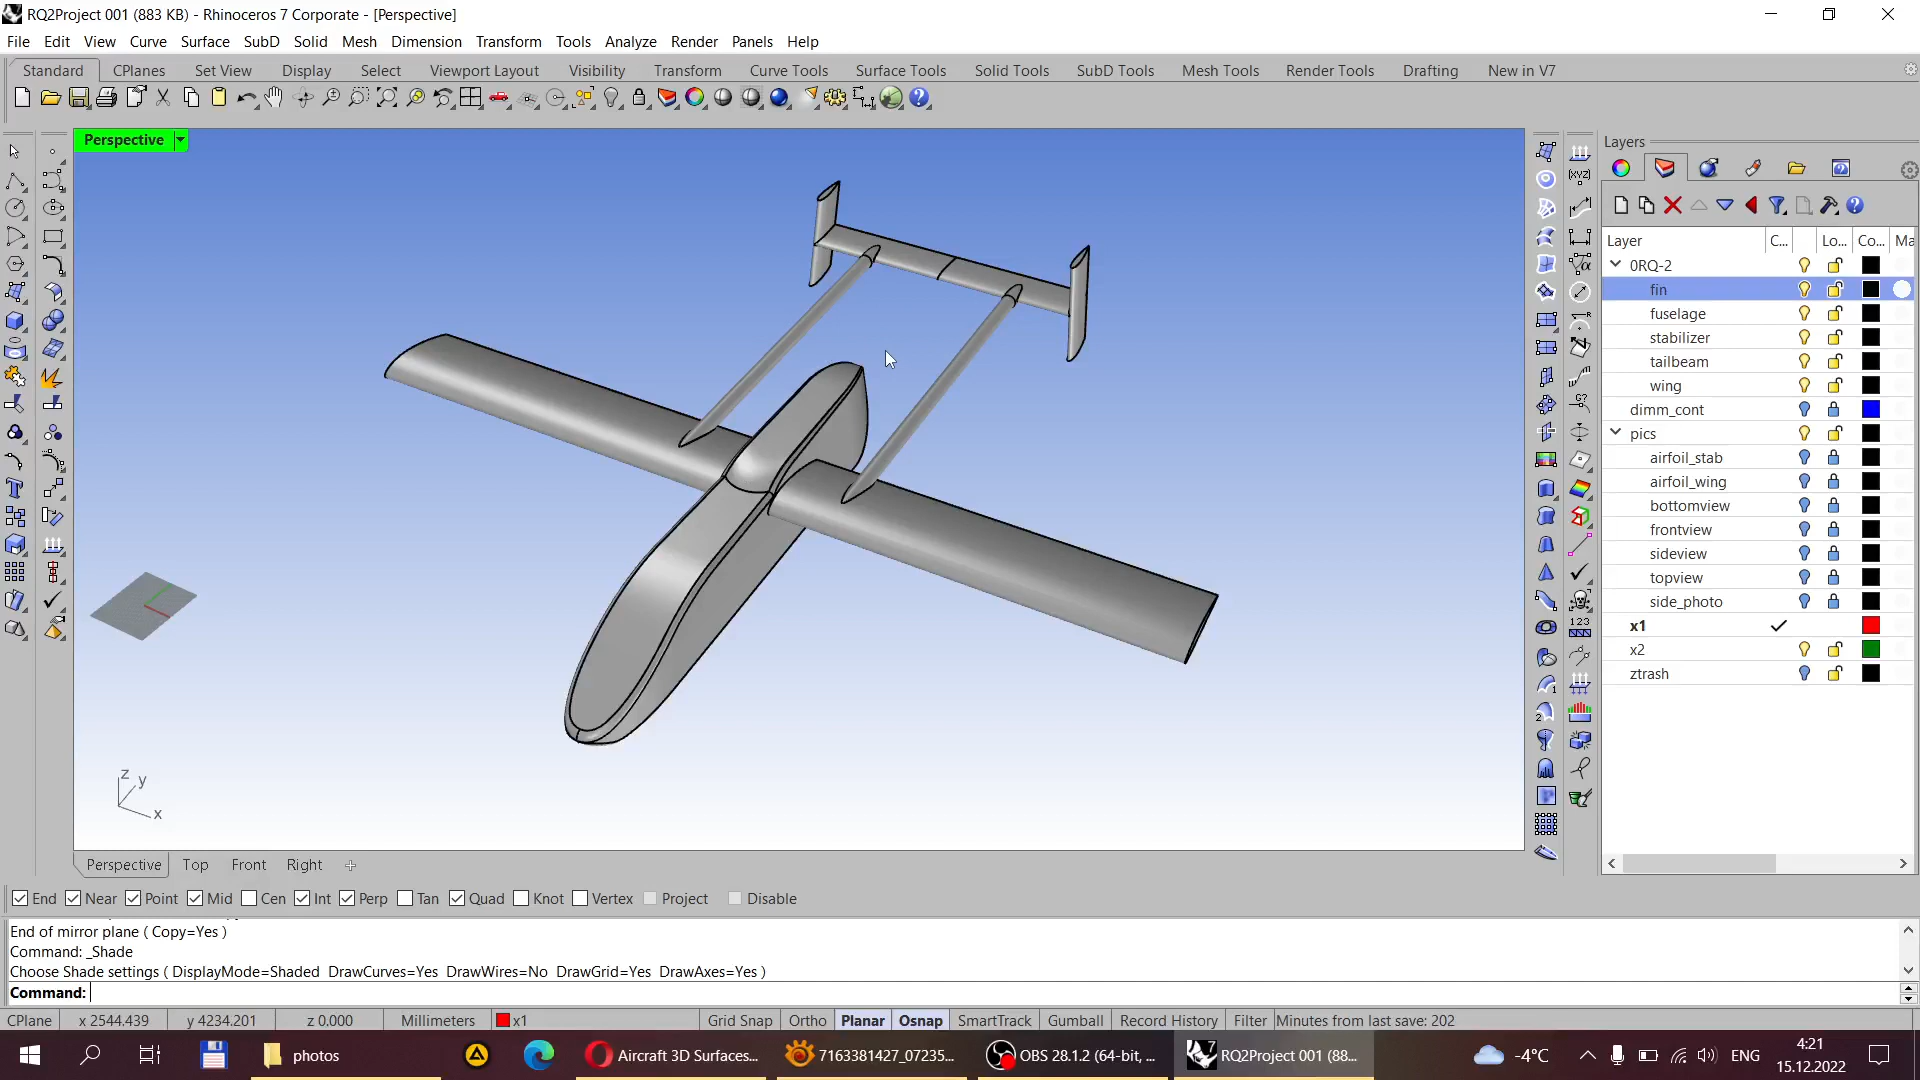 RQ2Project 001 (883 KB) - Rhinoceros 7 Corporate - [Perspective]
File Edit View Curve Surface SubD Solid Mesh Dimension Transform Tools Analyze Render Panels Help
Standard CPlanes Set View Display Select Viewport Layout Visibility Transform Curve Tools Surface Tools Solid Tools SubD Tools Mesh Tools Render Tools Drafting New in V7
Perspective
Layers
Layer C... Lo... Co... Ma
0RQ-2
fin
fuselage
stabilizer
tailbeam
wing
dimm_cont
pics
airfoil_stab
airfoil_wing
bottomview
frontview
sideview
topview
side_photo
x1
x2
ztrash
z y x
Perspective Top Front Right
End Near Point Mid Cen Int Perp Tan Quad Knot Vertex Project Disable
End of mirror plane ( Copy=Yes )
Command: _Shade
Choose Shade settings ( DisplayMode=Shaded DrawCurves=Yes DrawWires=No DrawGrid=Yes DrawAxes=Yes )
Command:
CPlane x 2544.439 y 4234.201 z 0.000 Millimeters x1 Grid Snap Ortho Planar Osnap SmartTrack Gumball Record History Filter Minutes from last save: 202
photos Aircraft 3D Surfaces... 7163381427_07235... OBS 28.1.2 (64-bit, ... RQ2Project 001 (88... -4°C ENG 4:21
15.12.2022